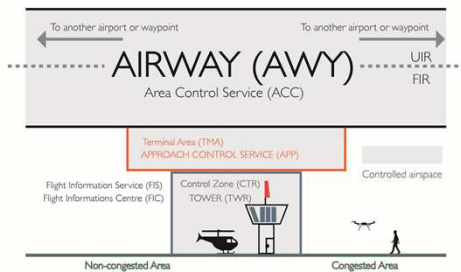 To another airport or waypoint
To another airport or waypoint
AIRWAY (AWY)
UIR
FIR
Area Control Service (ACC)
Terminal Area (TMA)
APPROACH CONTROL SERVICE (APP)
Controlled airspace
Flight Information Service (FIS)
Flight Informations Centre (FIC)
Control Zone (CTR)
TOWER (TWR)
Non-congested Area
Congested Area